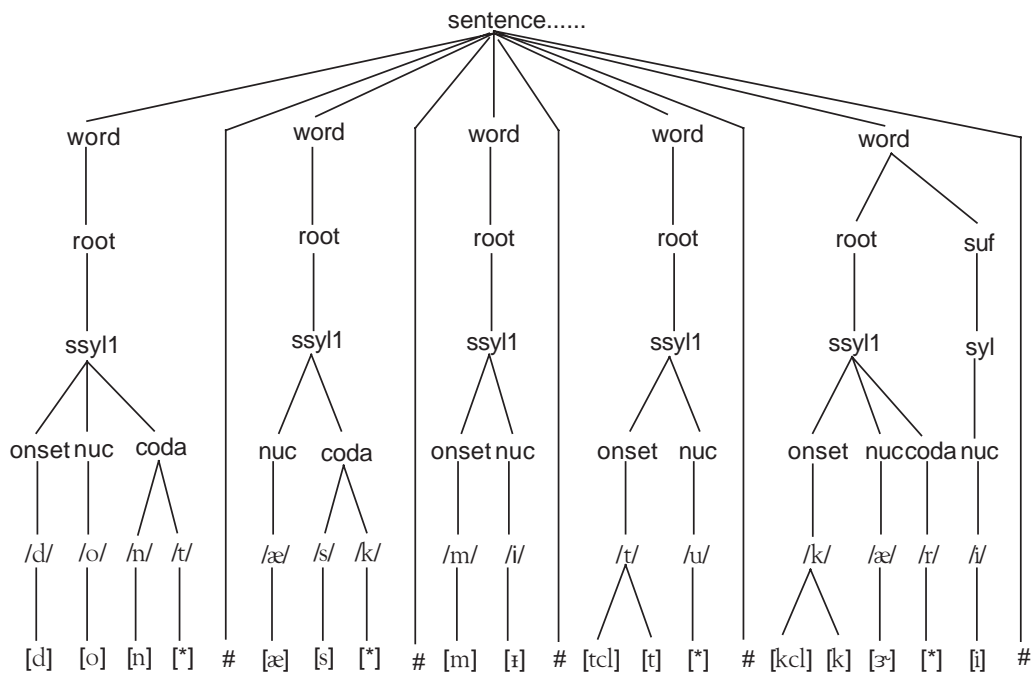 sentence......
word word word word word
root root root root root suf
ssyl1 ssyl1 ssyl1 ssyl1 ssyl1 syl
onset nuc coda nuc coda onset nuc onset nuc onset nuc coda nuc
/d/ /o/ /n/ /t/ /æ/ /s/ /k/ /m/ /i/ /t/ /u/ /k/ /æ/ /r/ /i/
[d] [o] [n] [*] # [æ] [s] [*] # [m] [ɨ] # [tcl] [t] [*] # [kcl] [k] [ɝ] [*] [i] #